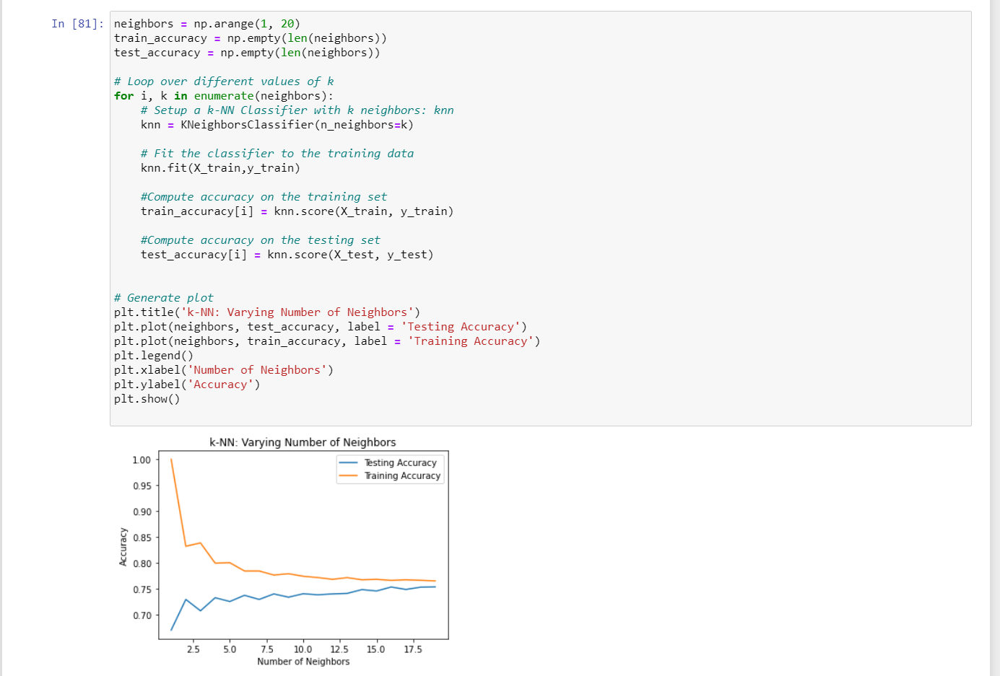 In [81]:
neighbors = np.arange(1, 20)
train_accuracy = np.empty(len(neighbors))
test_accuracy = np.empty(len(neighbors))
# Loop over different values of k
for i, k in enumerate(neighbors):
    # Setup a k-NN Classifier with k neighbors: knn
    knn = KNeighborsClassifier(n_neighbors=k)
    # Fit the classifier to the training data
    knn.fit(X_train,y_train)
    #Compute accuracy on the training set
    train_accuracy[i] = knn.score(X_train, y_train)
    #Compute accuracy on the testing set
    test_accuracy[i] = knn.score(X_test, y_test)
# Generate plot
plt.title('k-NN: Varying Number of Neighbors')
plt.plot(neighbors, test_accuracy, label = 'Testing Accuracy')
plt.plot(neighbors, train_accuracy, label = 'Training Accuracy')
plt.legend()
plt.xlabel('Number of Neighbors')
plt.ylabel('Accuracy')
plt.show()
k-NN: Varying Number of Neighbors
Testing Accuracy
Training Accuracy
Accuracy
1.00
0.95
0.90
0.85
0.80
0.75
0.70
2.5 5.0 7.5 10.0 12.5 15.0 17.5
Number of Neighbors